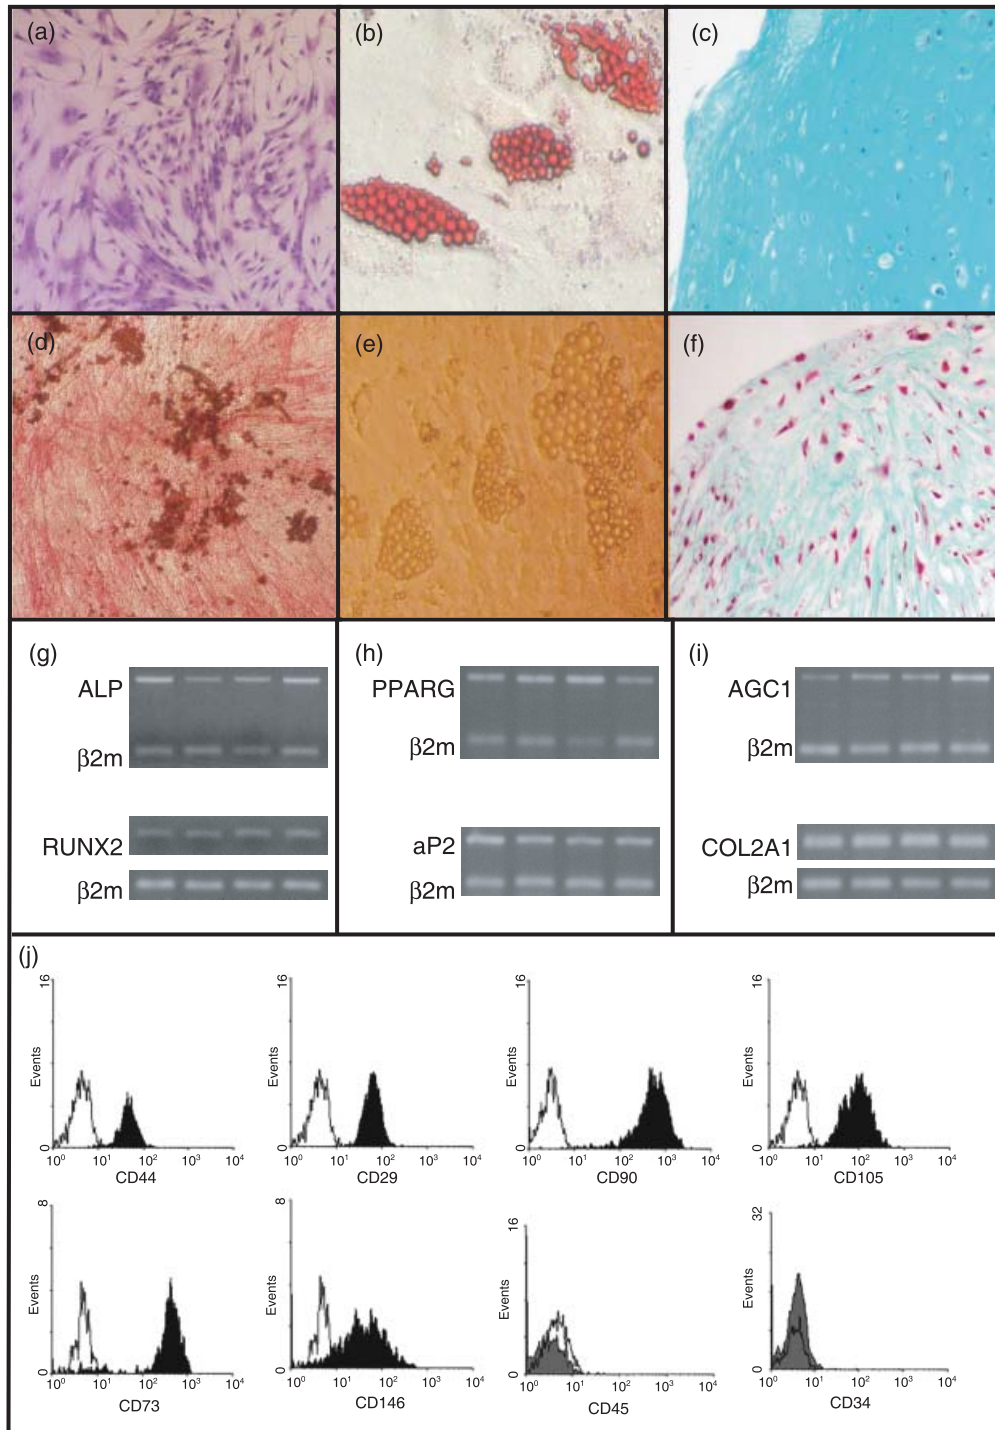 (a)
(b)
(c)
(d)
(e)
(f)
(g)
ALP
β2m
RUNX2
β2m
(h)
PPARG
β2m
aP2
β2m
(i)
AGC1
β2m
COL2A1
β2m
(j)
16
Events
0
10⁰ 10¹ 10² 10³ 10⁴
CD44
16
Events
0
10⁰ 10¹ 10² 10³ 10⁴
CD29
16
Events
0
10⁰ 10¹ 10² 10³ 10⁴
CD90
16
Events
0
10⁰ 10¹ 10² 10³ 10⁴
CD105
8
Events
0
10⁰ 10¹ 10² 10³ 10⁴
CD73
8
Events
0
10⁰ 10¹ 10² 10³ 10⁴
CD146
16
Events
0
10⁰ 10¹ 10² 10³ 10⁴
CD45
32
Events
0
10⁰ 10¹ 10² 10³ 10⁴
CD34